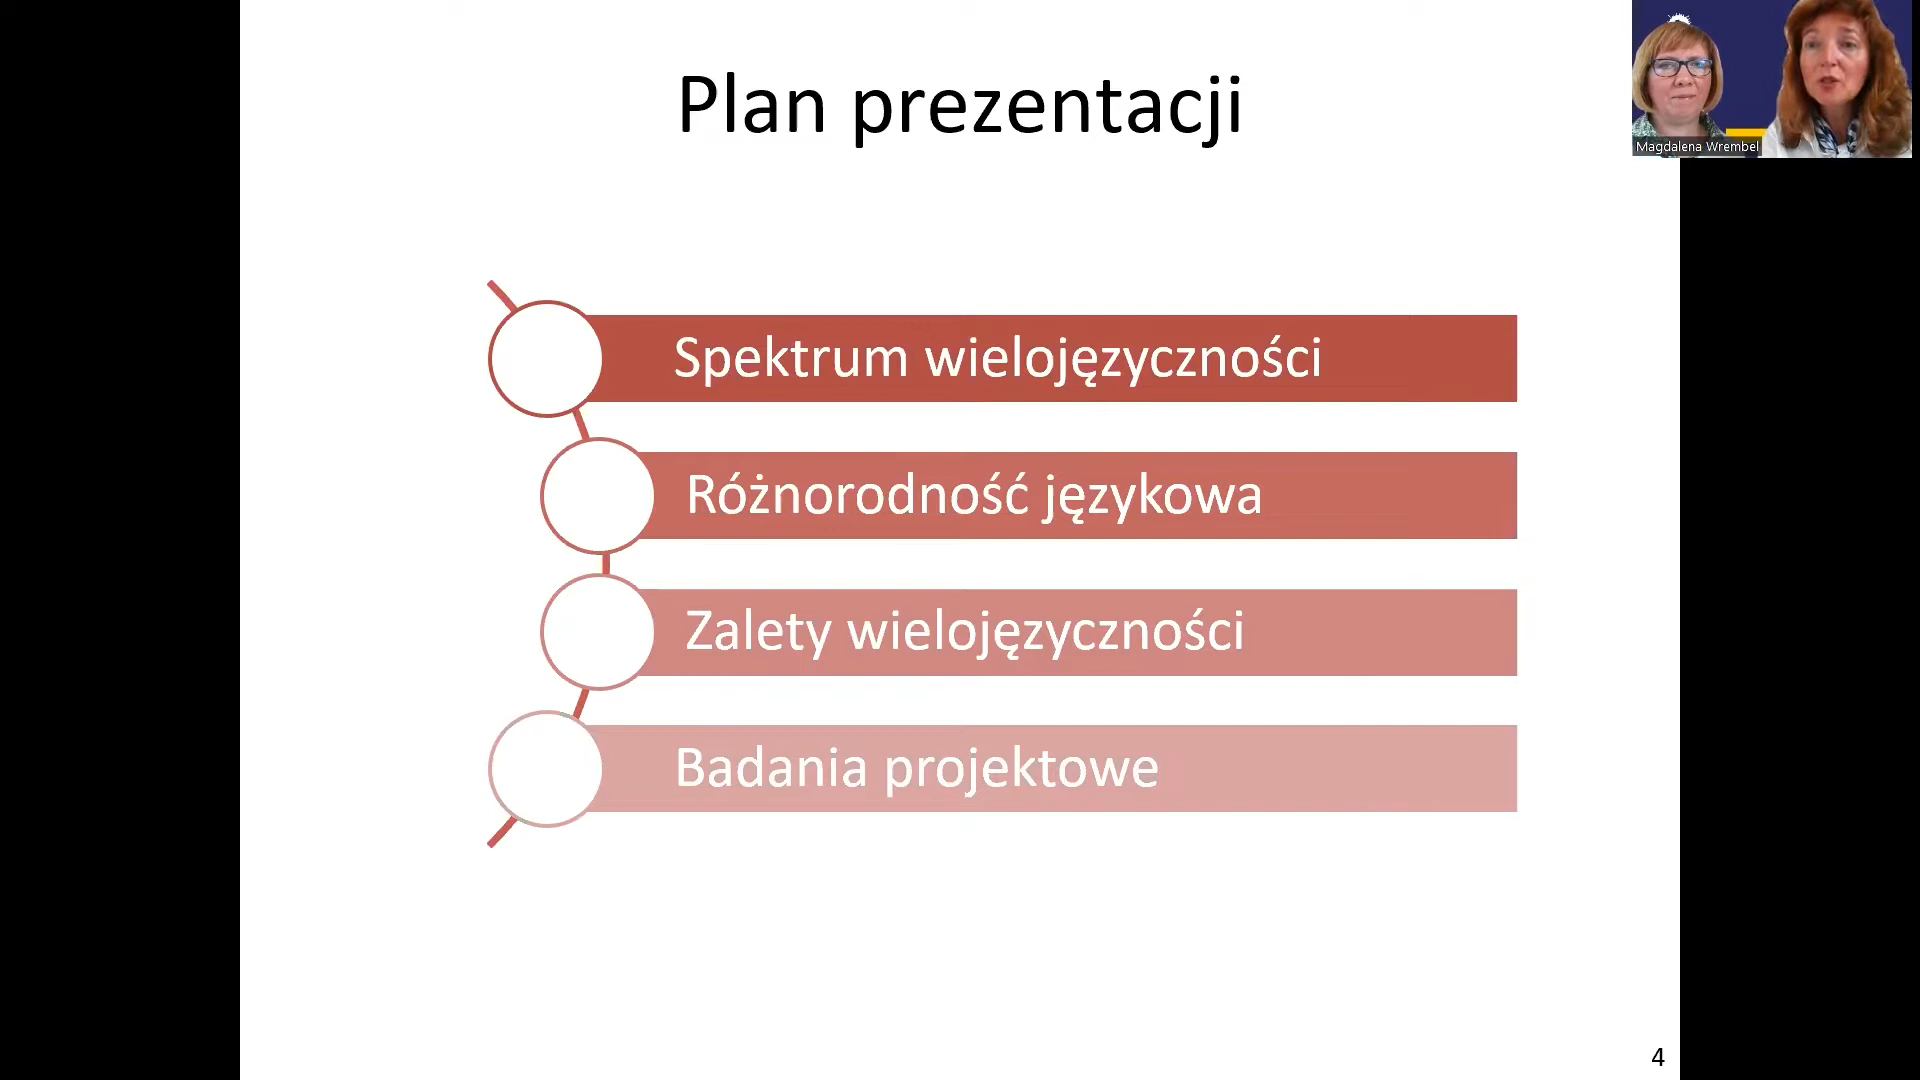 Plan prezentacji
Magdalena Wrembel
Spektrum wielojęzyczności
Różnorodność językowa
Zalety wielojęzyczności
Badania projektowe
4